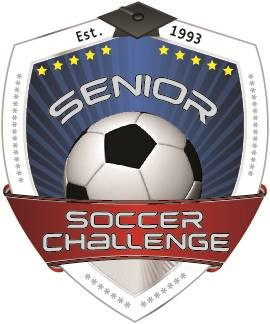 Est. 1993
SENIOR
SOCCER
CHALLENGE